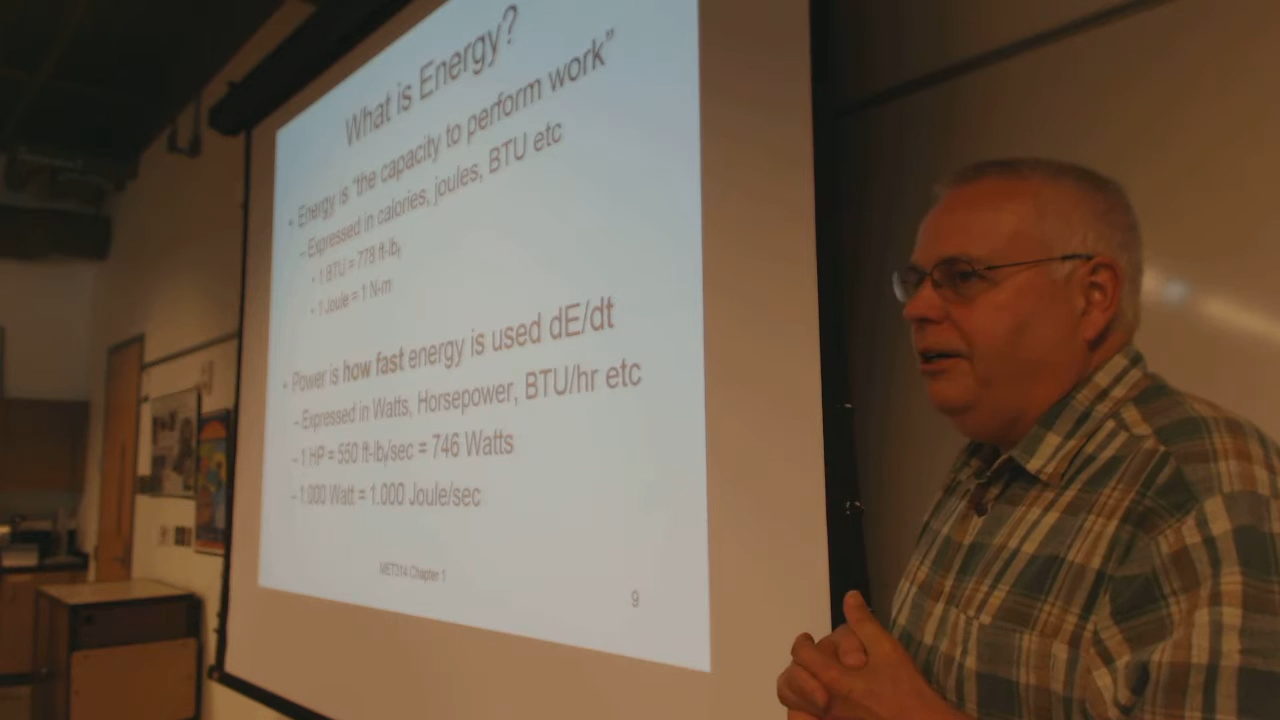 What is Energy?
• Energy is "the capacity to perform work"
– Expressed in calories, joules, BTU etc
• 1 BTU = 778 ft-lbf
• 1 Joule = 1 N-m
• Power is how fast energy is used dE/dt
– Expressed in Watts, Horsepower, BTU/hr etc
– 1 HP = 550 ft-lbf/sec = 746 Watts
– 1.000 Watt = 1.000 Joule/sec
MET314 Chapter 1
9